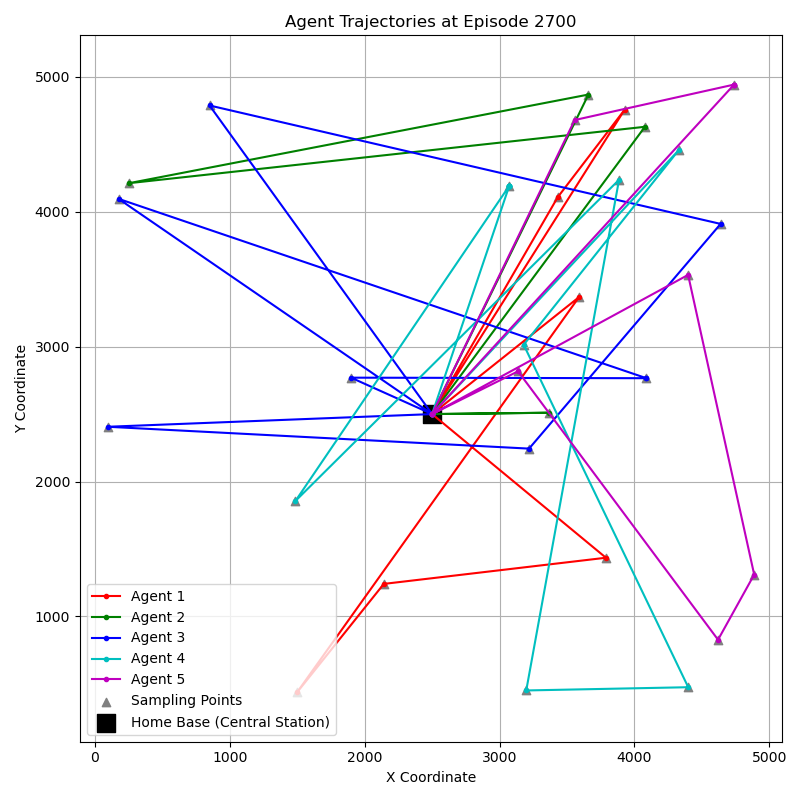 Agent Trajectories at Episode 2700
5000
4000
3000
2000
1000
Y Coordinate
Agent 1
Agent 2
Agent 3
Agent 4
Agent 5
Sampling Points
Home Base (Central Station)
0 1000 2000 3000 4000 5000
X Coordinate